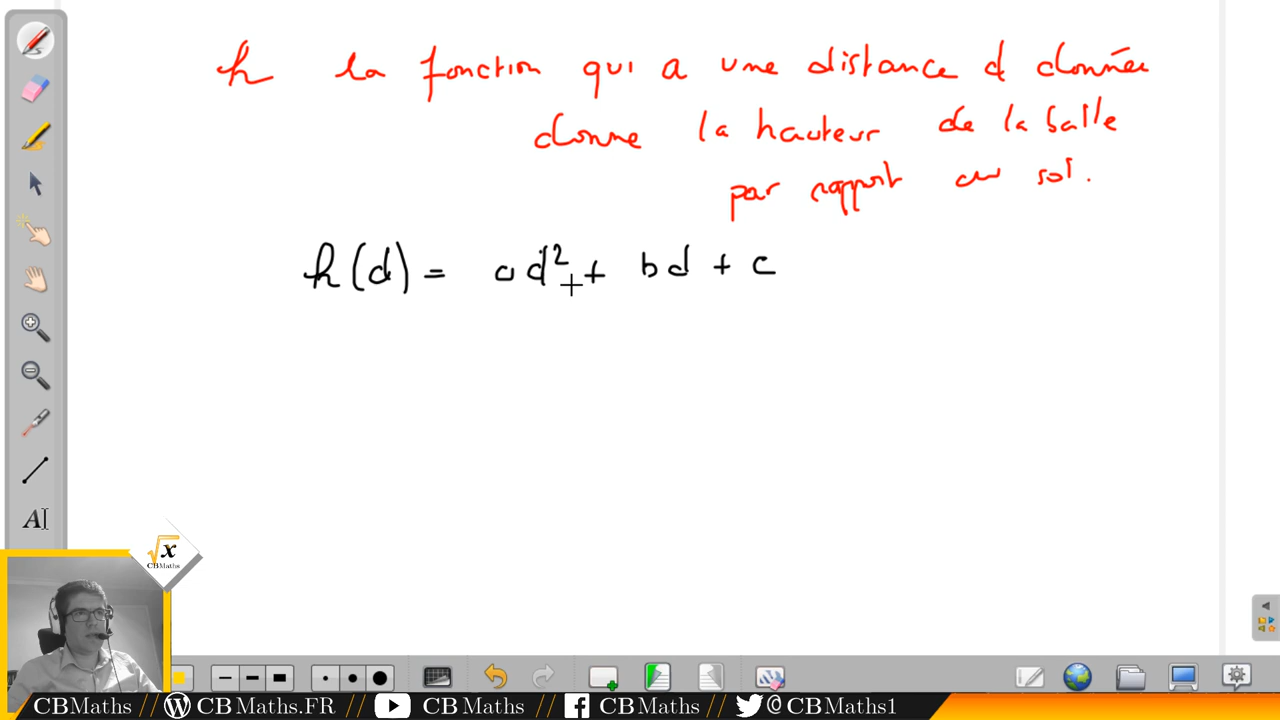 h la fonction qui a une distance d donnée
donne la hauteur de la balle
par rapport au sol.
h(d) = ad² + bd + c
AI
√x
CBMaths
CBMaths // CBMaths.FR // CBMaths // CBMaths // @CBMaths1